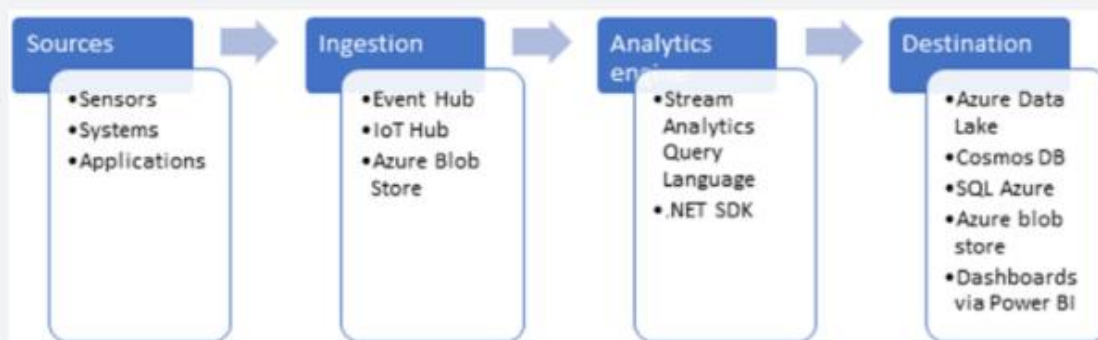 Sources
•Sensors
•Systems
•Applications
Ingestion
•Event Hub
•IoT Hub
•Azure Blob
Store
Analytics
engine
•Stream
Analytics
Query
Language
•.NET SDK
Destination
•Azure Data
Lake
•Cosmos DB
•SQL Azure
•Azure blob
store
•Dashboards
via Power BI